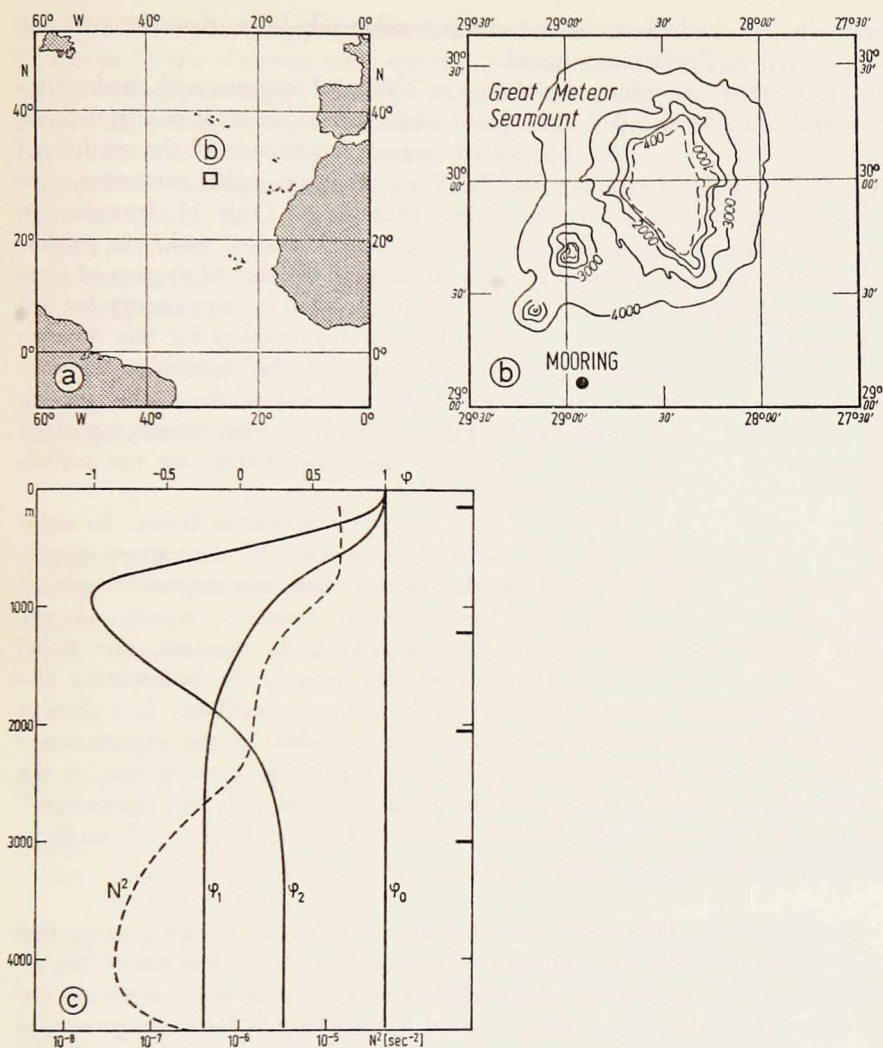 60° W 40° 20° 0°
N
40°
20°
0°
b
a
60° W 40° 20° 0°
29°30' 29°00' 28°00' 27°30'
30° 30'
30° 30'
N
Great Meteor
Seamount
400
1000
2000
3000
30° 00'
30° 00'
3000
4000
30'
30'
b
MOORING
29° 00'
29° 00'
29°30' 29°00' 30' 28°00' 27°30'
-1 -0.5 0 0.5 1 φ
0
m
1000
2000
3000
4000
N² φ₁ φ₂ φ₀
c
10⁻⁸ 10⁻⁷ 10⁻⁶ 10⁻⁵ N² [sec⁻²]